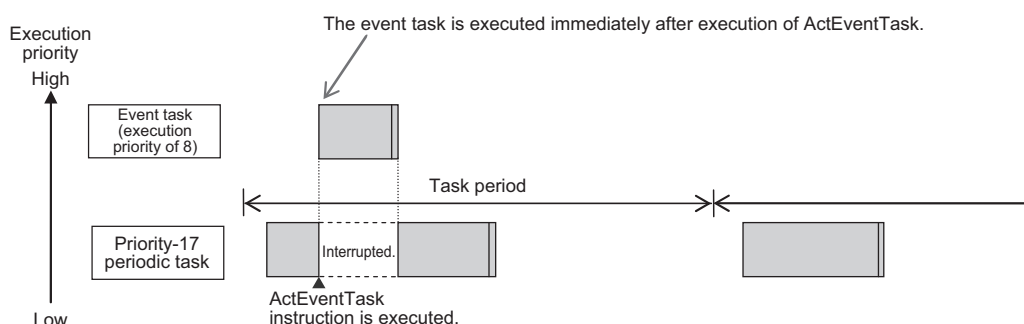 The event task is executed immediately after execution of ActEventTask.
Execution
priority
High
Event task
(execution
priority of 8)
Task period
Priority-17
periodic task
Interrupted.
ActEventTask
instruction is executed.
Low